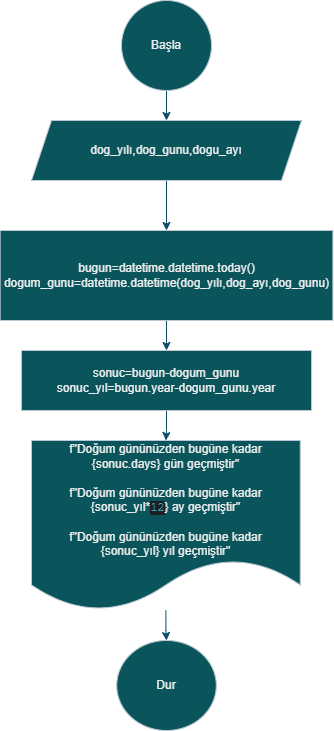 Başla
dog_yılı,dog_gunu,dogu_ayı
bugun=datetime.datetime.today()
dogum_gunu=datetime.datetime(dog_yılı,dog_ayı,dog_gunu)
sonuc=bugun-dogum_gunu
sonuc_yıl=bugun.year-dogum_gunu.year
f"Doğum gününüzden bugüne kadar
{sonuc.days} gün geçmiştir"
f"Doğum gününüzden bugüne kadar
{sonuc_yıl*12} ay geçmiştir"
f"Doğum gününüzden bugüne kadar
{sonuc_yıl} yıl geçmiştir"
Dur